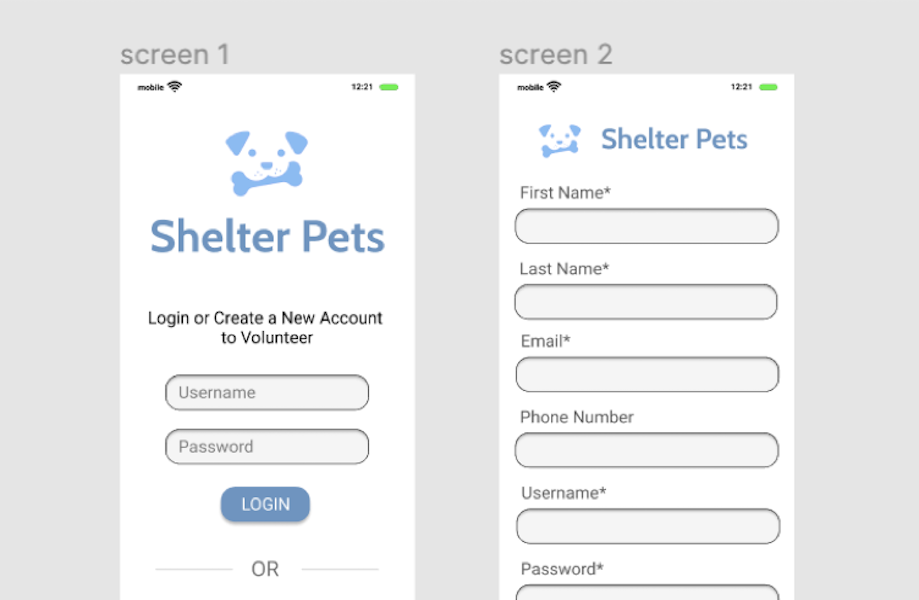 screen 1
mobile
12:21
Shelter Pets
Login or Create a New Account
to Volunteer
Username
Password
LOGIN
OR
screen 2
mobile
12:21
Shelter Pets
First Name*
Last Name*
Email*
Phone Number
Username*
Password*